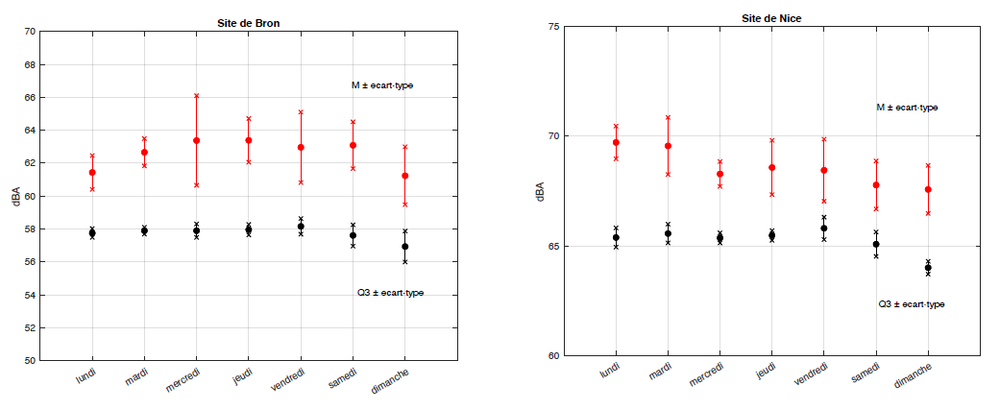 Site de Bron
70
68
66
64
62
60
58
56
54
52
50
dBA
M ± ecart-type
Q3 ± ecart-type
lundi
mardi
mercredi
jeudi
vendredi
samedi
dimanche
Site de Nice
75
70
65
60
dBA
M ± ecart-type
Q3 ± ecart-type
lundi
mardi
mercredi
jeudi
vendredi
samedi
dimanche